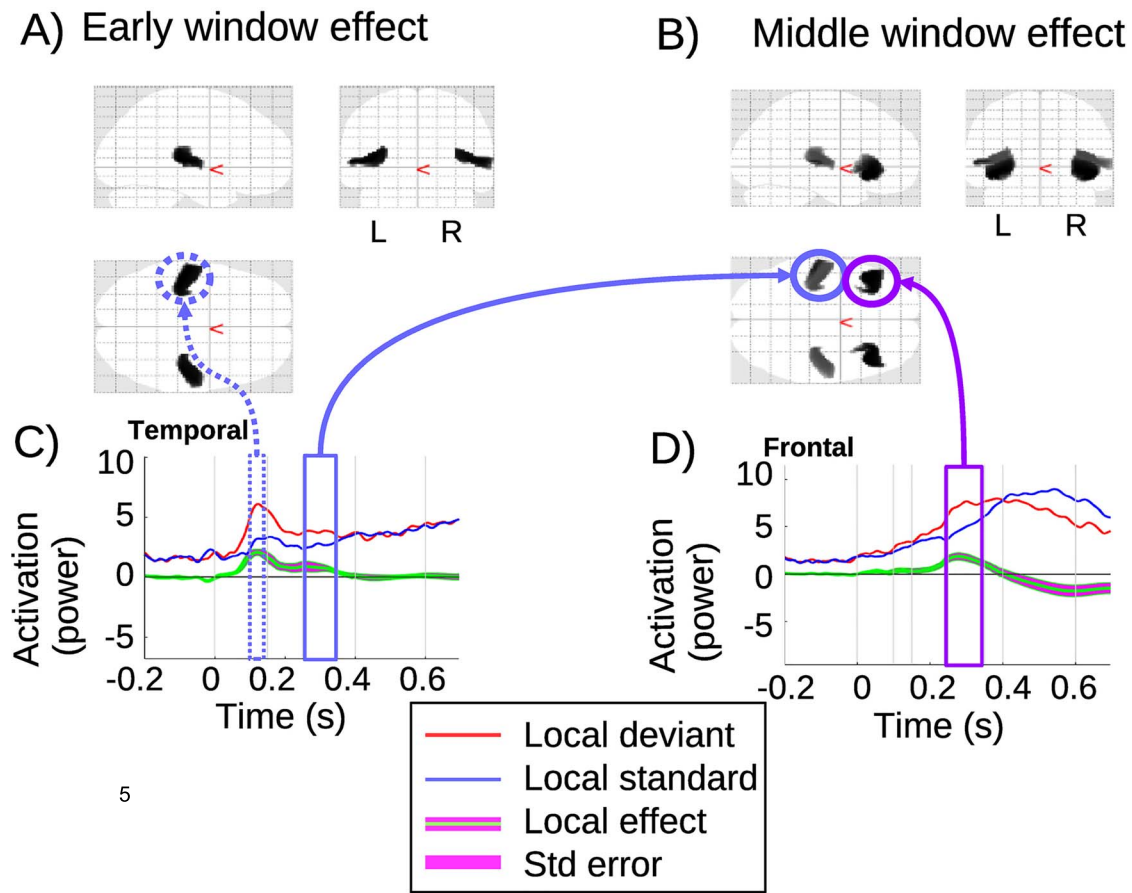 A) Early window effect
B) Middle window effect
<
<
<
<
L R
L R
<
<
C) Temporal
10
5
0
-5
Activation
(power)
-0.2 0 0.2 0.4 0.6
Time (s)
D) Frontal
10
5
0
-5
Activation
(power)
-0.2 0 0.2 0.4 0.6
Time (s)
Local deviant
Local standard
Local effect
Std error
5